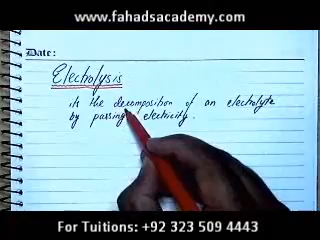 www.fahadsacademy.com
Date:
Electrolysis
its the decomposition of an electrolyte
by passing electricity.
For Tuitions: +92 323 509 4443